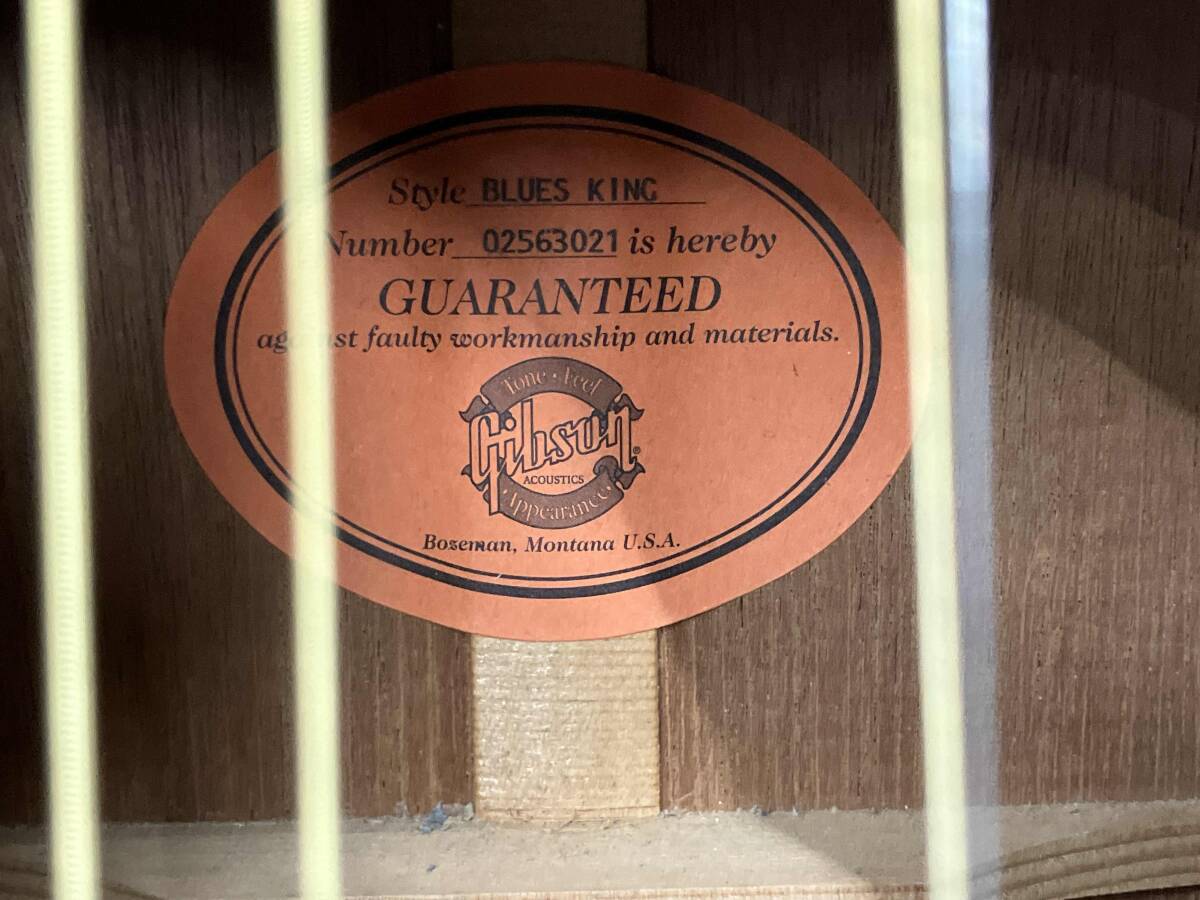 Style BLUES KING
Number 02563021 is hereby
GUARANTEED
against faulty workmanship and materials.
Tone · Feel
Gibson®
ACOUSTICS
· Appearance ·
Bozeman, Montana U.S.A.